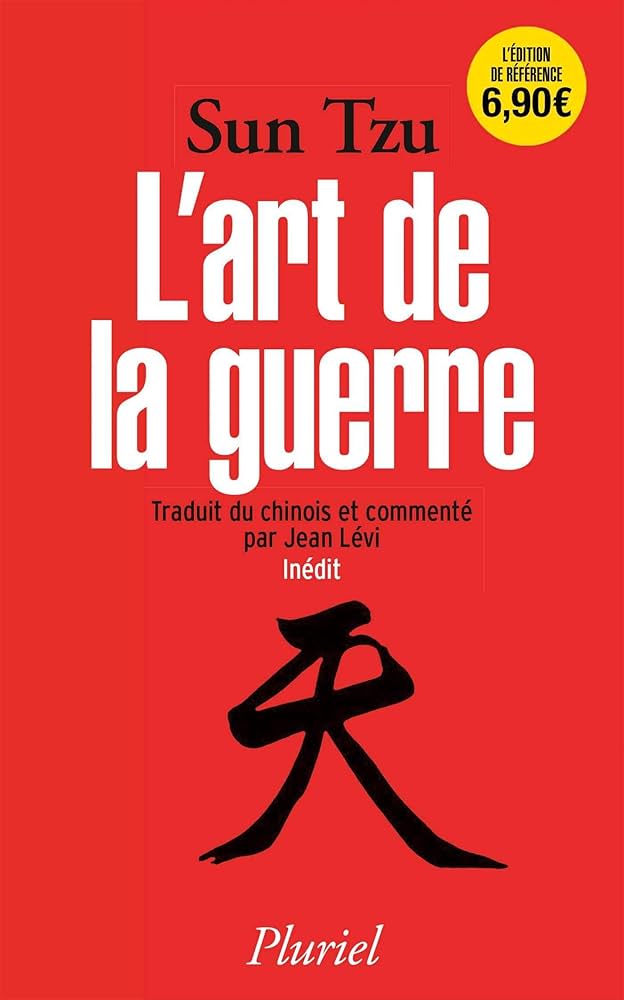 L'ÉDITION
DE RÉFÉRENCE
6,90€
Sun Tzu
L'art de
la guerre
Traduit du chinois et commenté
par Jean Lévi
Inédit
天
Pluriel